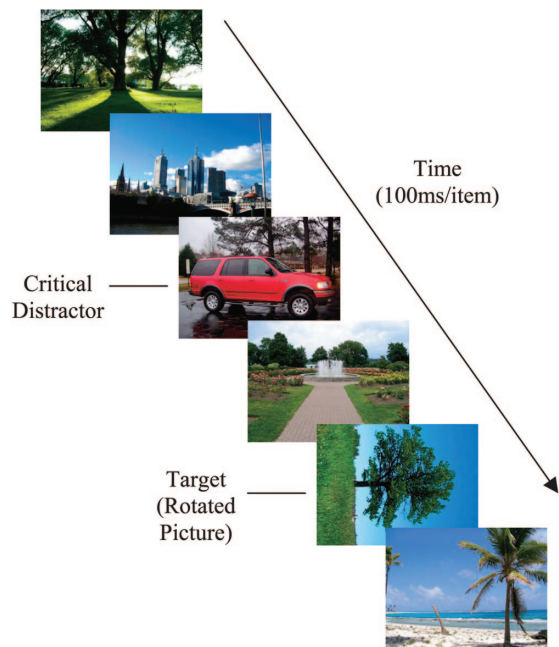 Time
(100ms/item)
Critical
Distractor
Target
(Rotated
Picture)